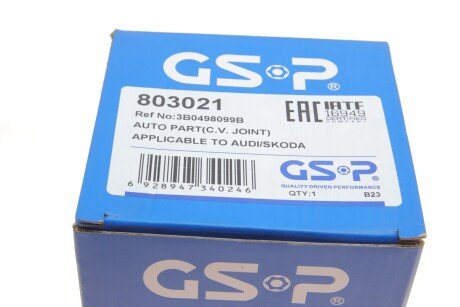 GSP
803021
Ref No:3B0498099B
AUTO PART(C.V. JOINT)
APPLICABLE TO AUDI/SKODA
6 928947 340246
EAC
IATF
16949
GSP
QUALITY DRIVEN PERFORMANCE
QTY:1 B23
GSP